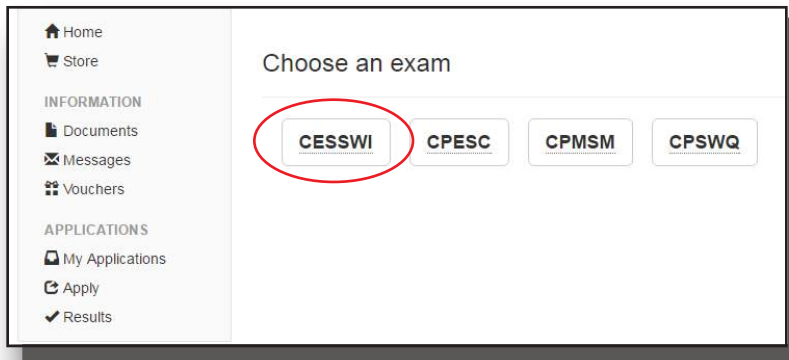 Home
Store
INFORMATION
Documents
Messages
Vouchers
APPLICATIONS
My Applications
Apply
Results
Choose an exam
CESSWI CPESC CPMSM CPSWQ